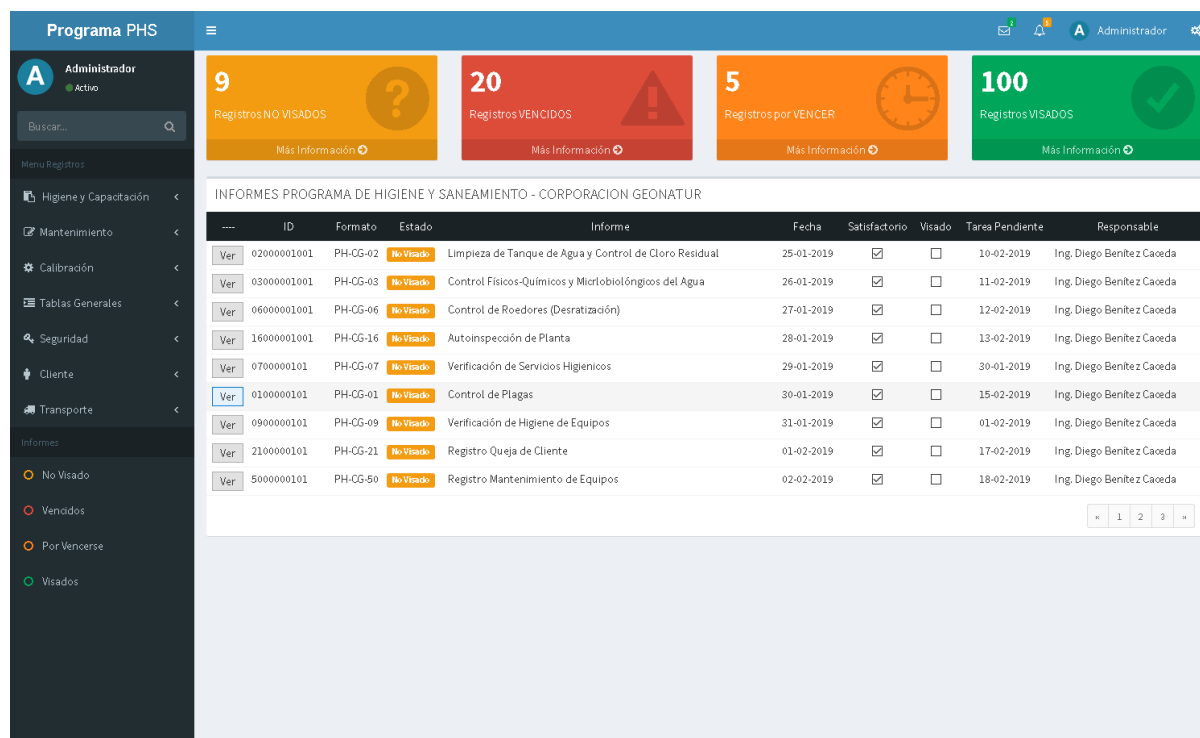 Programa PHS
2
5
A Administrador
A
Administrador
Activo
Buscar...
Menu Registros
Higiene y Capacitación
Mantenimiento
Calibración
Tablas Generales
Seguridad
Cliente
Transporte
Informes
No Visado
Vencidos
Por Vencerse
Visados
9
Registros NO VISADOS
Más Información
20
Registros VENCIDOS
Más Información
5
Registros por VENCER
Más Información
100
Registros VISADOS
Más Información
INFORMES PROGRAMA DE HIGIENE Y SANEAMIENTO - CORPORACION GEONATUR
---- ID Formato Estado Informe Fecha Satisfactorio Visado Tarea Pendiente Responsable
Ver 02000001001 PH-CG-02 No Visado Limpieza de Tanque de Agua y Control de Cloro Residual 25-01-2019 10-02-2019 Ing. Diego Benítez Caceda
Ver 03000001001 PH-CG-03 No Visado Control Físicos-Químicos y Micrlobiolóngicos del Agua 26-01-2019 11-02-2019 Ing. Diego Benítez Caceda
Ver 06000001001 PH-CG-06 No Visado Control de Roedores (Desratización) 27-01-2019 12-02-2019 Ing. Diego Benítez Caceda
Ver 16000001001 PH-CG-16 No Visado Autoinspección de Planta 28-01-2019 13-02-2019 Ing. Diego Benítez Caceda
Ver 0700000101 PH-CG-07 No Visado Verificación de Servicios Higienicos 29-01-2019 30-01-2019 Ing. Diego Benítez Caceda
Ver 0100000101 PH-CG-01 No Visado Control de Plagas 30-01-2019 15-02-2019 Ing. Diego Benítez Caceda
Ver 0900000101 PH-CG-09 No Visado Verificación de Higiene de Equipos 31-01-2019 01-02-2019 Ing. Diego Benítez Caceda
Ver 2100000101 PH-CG-21 No Visado Registro Queja de Cliente 01-02-2019 17-02-2019 Ing. Diego Benítez Caceda
Ver 5000000101 PH-CG-50 No Visado Registro Mantenimiento de Equipos 02-02-2019 18-02-2019 Ing. Diego Benítez Caceda
« 1 2 3 »